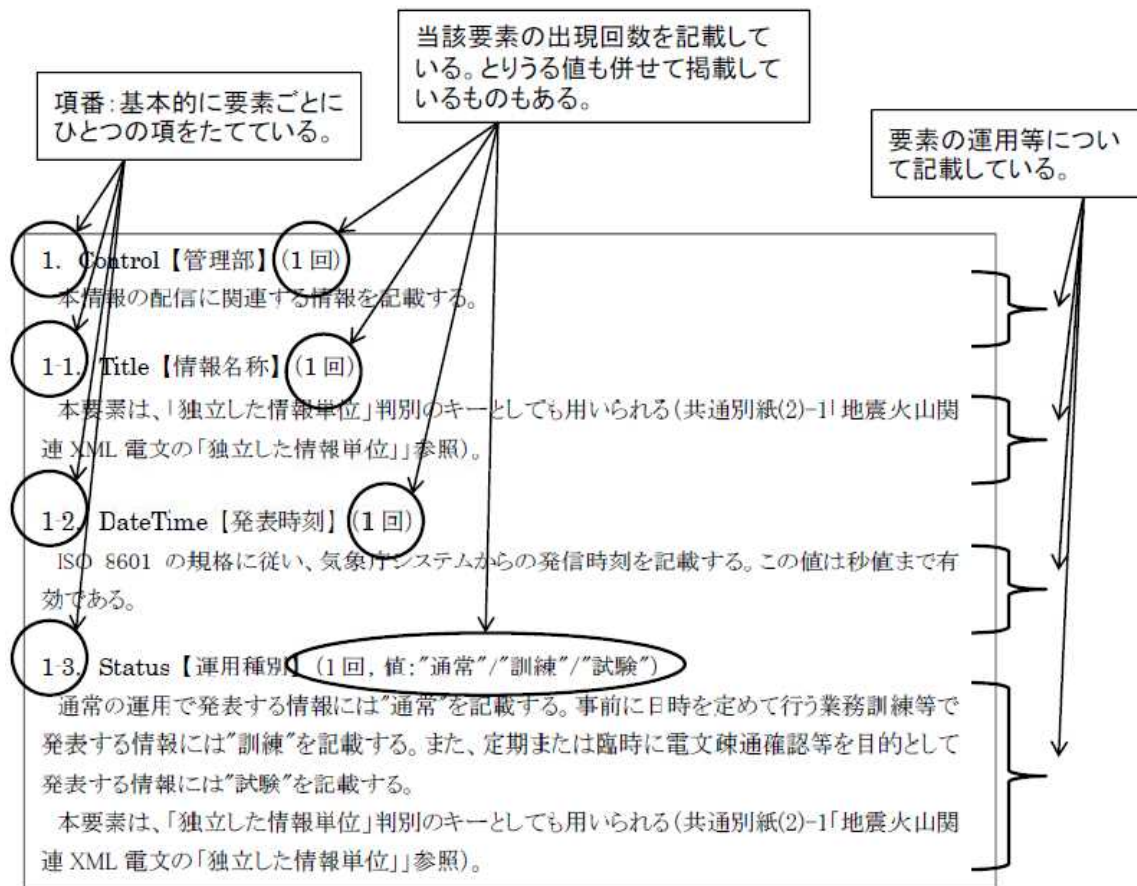 当該要素の出現回数を記載して
いる。とりうる値も併せて掲載して
いるものもある。
項番:基本的に要素ごとに
ひとつの項をたてている。
要素の運用等につい
て記載している。
1. Control【管理部】(1回)
本情報の配信に関連する情報を記載する。
1-1. Title【情報名称】(1回)
本要素は、「独立した情報単位」判別のキーとしても用いられる(共通別紙(2)-1「地震火山関
連 XML 電文の「独立した情報単位」」参照)。
1-2. DateTime【発表時刻】(1回)
ISO 8601 の規格に従い、気象庁システムからの発信時刻を記載する。この値は秒値まで有
効である。
1-3. Status【運用種別】(1回, 値:"通常"/"訓練"/"試験")
通常の運用で発表する情報には"通常"を記載する。事前に日時を定めて行う業務訓練等で
発表する情報には"訓練"を記載する。また、定期または臨時に電文疎通確認等を目的として
発表する情報には"試験"を記載する。
本要素は、「独立した情報単位」判別のキーとしても用いられる(共通別紙(2)-1「地震火山関
連 XML 電文の「独立した情報単位」」参照)。